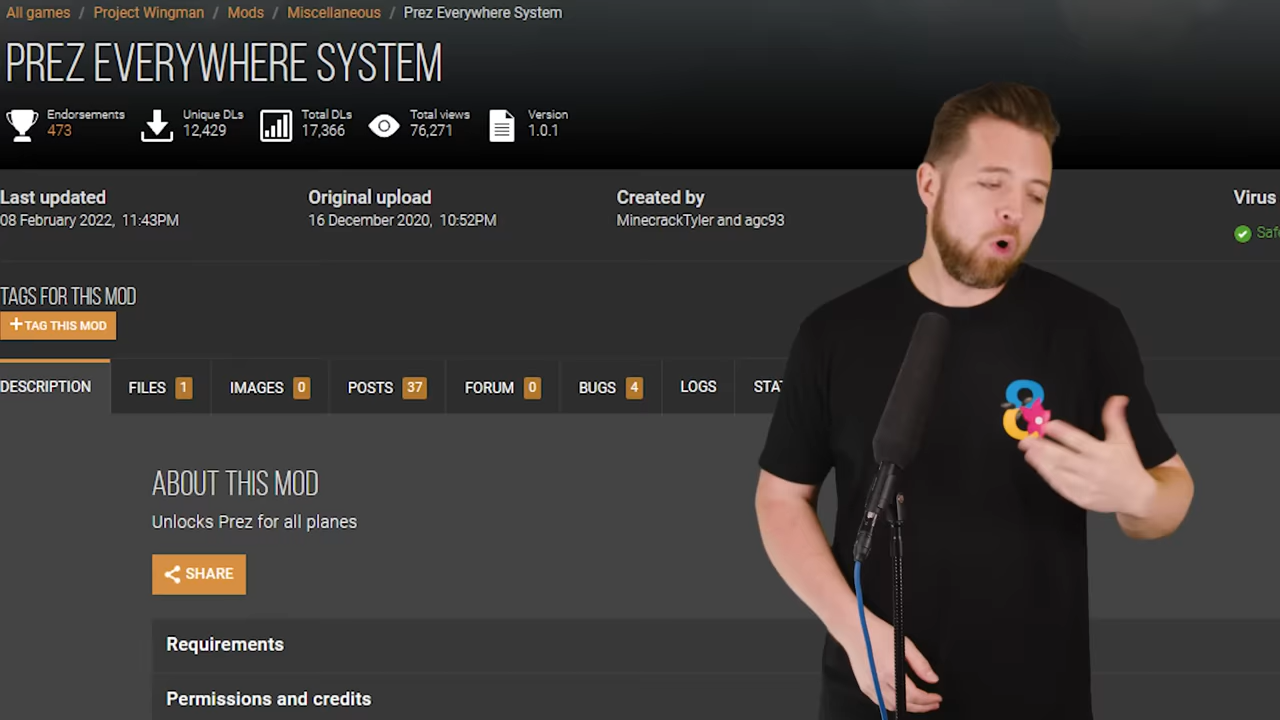 All games / Project Wingman / Mods / Miscellaneous / Prez Everywhere System
PREZ EVERYWHERE SYSTEM
Endorsements
473
Unique DLs
12,429
Total DLs
17,366
Total views
76,271
Version
1.0.1
Last updated
08 February 2022, 11:43PM
Original upload
16 December 2020, 10:52PM
Created by
MinecrackTyler and agc93
Virus
Safe
TAGS FOR THIS MOD
+TAG THIS MOD
DESCRIPTION
FILES 1
IMAGES 0
POSTS 37
FORUM 0
BUGS 4
LOGS
STA
ABOUT THIS MOD
Unlocks Prez for all planes
SHARE
Requirements
Permissions and credits